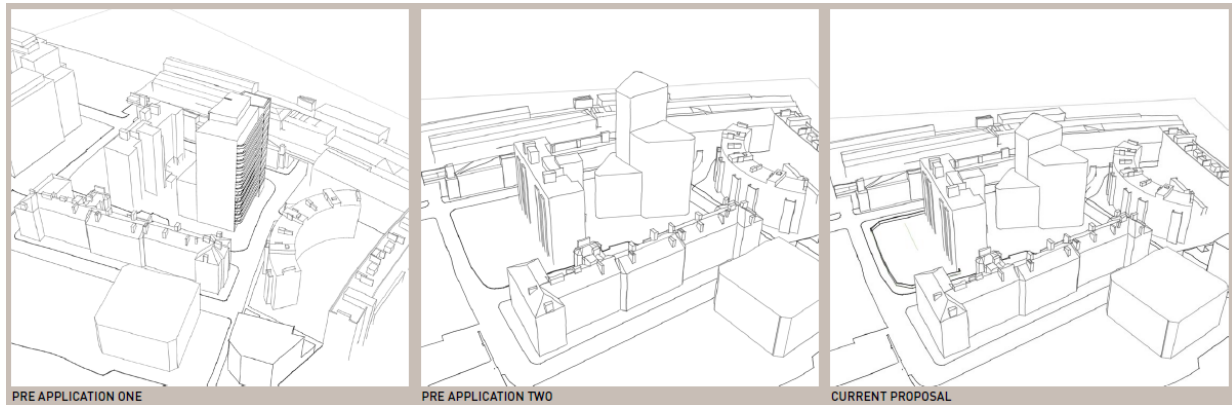 PRE APPLICATION ONE
PRE APPLICATION TWO
CURRENT PROPOSAL